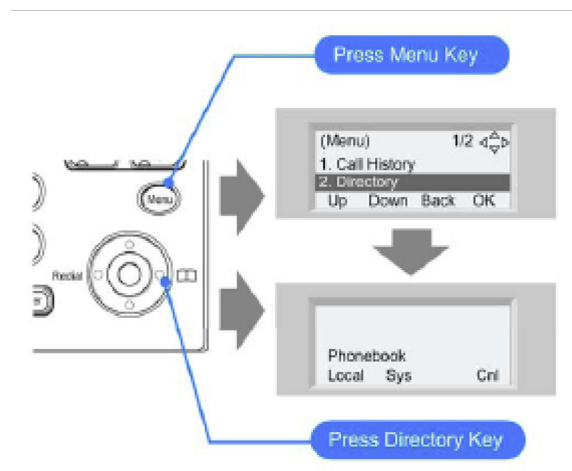 Press Menu Key
(Menu) 1/2
1. Call History
2. Directory
Up Down Back OK
Menu
Redial
Phonebook
Local Sys Cnl
Press Directory Key